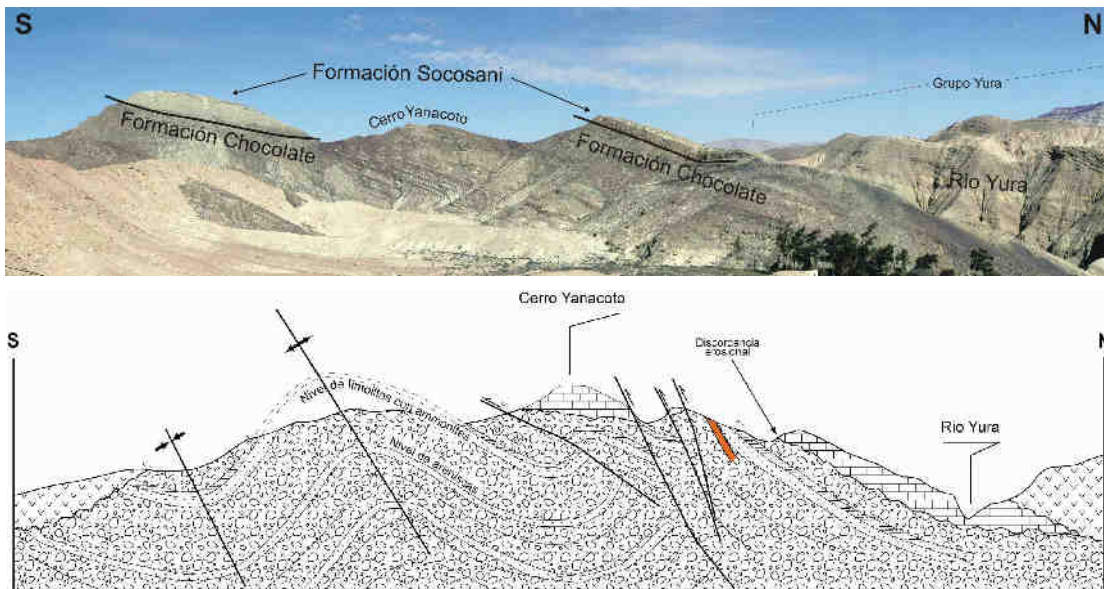 S
N
Formación Socosani
Grupo Yura
Cerro Yanacoto
Formación Chocolate
Formación Chocolate
Rio Yura
Cerro Yanacoto
S
Discordancia
erosional
Nivel de limolitas con ammonites
Rio Yura
Nivel de areniscas